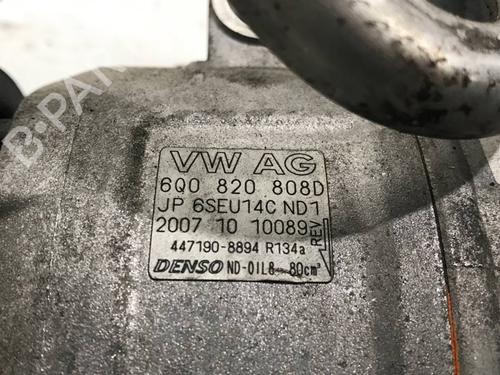 B-PARTS
VW AG
6Q0 820 808D
JP 6SEU14C ND1
2007 10 10089
REV
447190-8894 R134a
DENSO ND-OIL8 80cm³